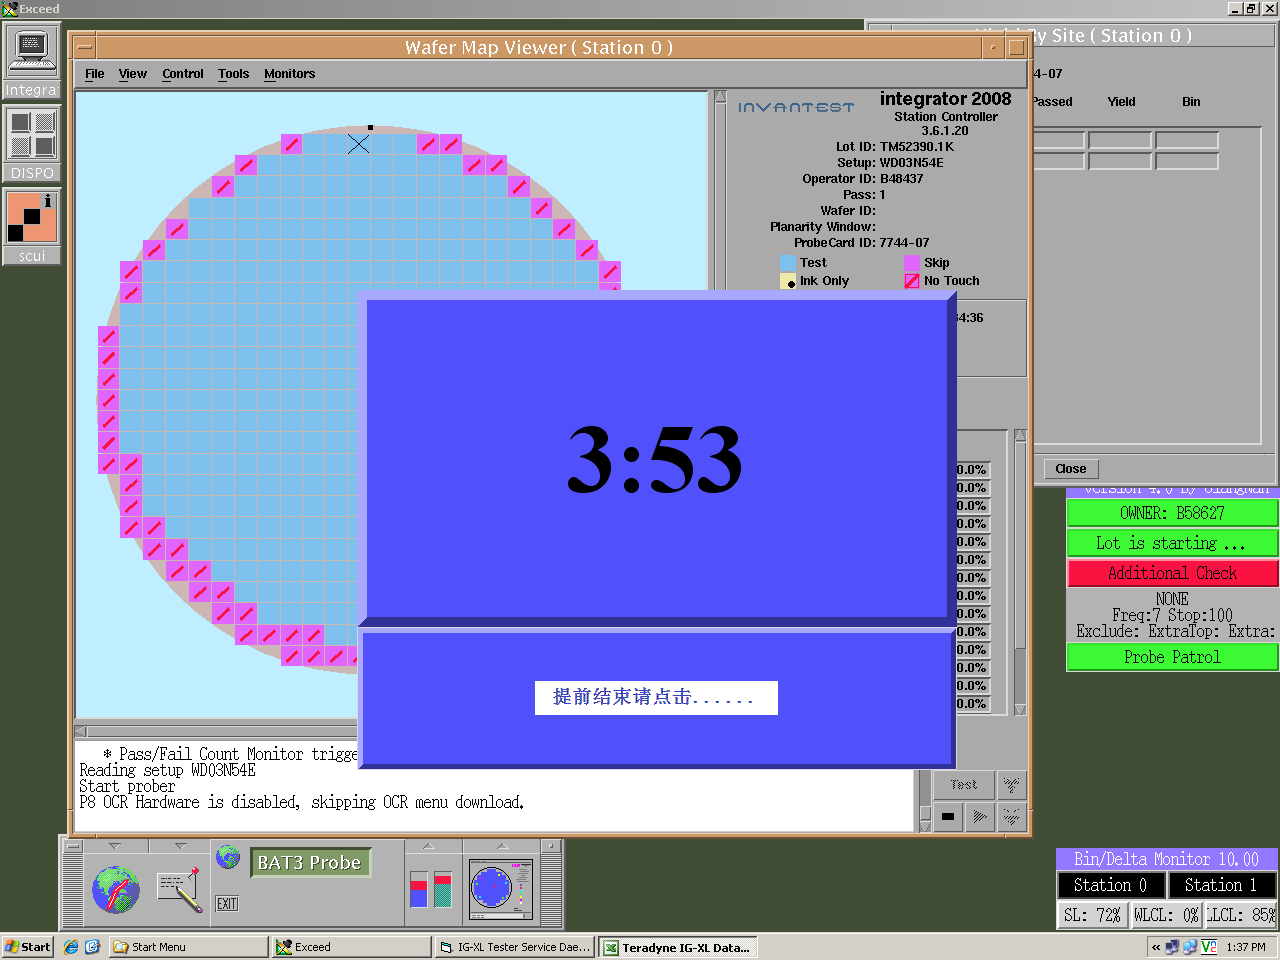 Exceed
Integra
DISPO
scui
Wafer Map Viewer ( Station 0 )
File View Control Tools Monitors
INVANTEST
integrator 2008
Station Controller
3.6.1.20
Lot ID: TM52390.1K
Setup: WD03N54E
Operator ID: B48437
Pass: 1
Wafer ID:
Planarity Window:
ProbeCard ID: 7744-07
Test Skip
Ink Only No Touch
34:36
By Site ( Station 0 )
4-07
Passed Yield Bin
Close
3:53
提前结束请点击......
0.0%
0.0%
0.0%
0.0%
0.0%
0.0%
0.0%
0.0%
0.0%
0.0%
0.0%
0.0%
0.0%
0.0%
OWNER: B58627
Lot is starting ...
Additional Check
NONE
Freq:7 Stop:100
Exclude: ExtraTop: Extra:
Probe Patrol
* Pass/Fail Count Monitor trigge
Reading setup WD03N54E
Start prober
P8 OCR Hardware is disabled, skipping OCR menu download.
Test
BAT3 Probe
EXIT
Bin/Delta Monitor 10.00
Station 0 Station 1
SL: 72% WLCL: 0% LLCL: 85%
Start Start Menu Exceed IG-XL Tester Service Dae... Teradyne IG-XL Data... « 1:37 PM